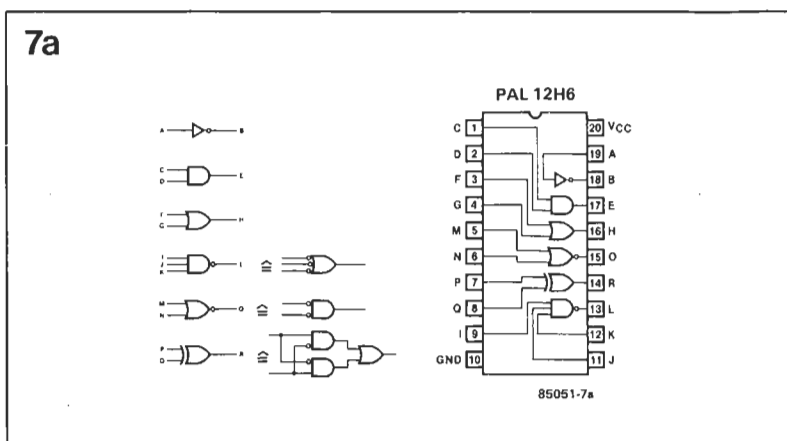 7a
PAL 12H6
A B
C
D
E
G
M
N O
P
C 1 20 VCC
D 2 19 A
F 3 18 B
G 4 17 E
M 5 16 H
N 6 15 O
P 7 14 R
Q 8 13 L
I 9 12 K
GND 10 11 J
85051-7a